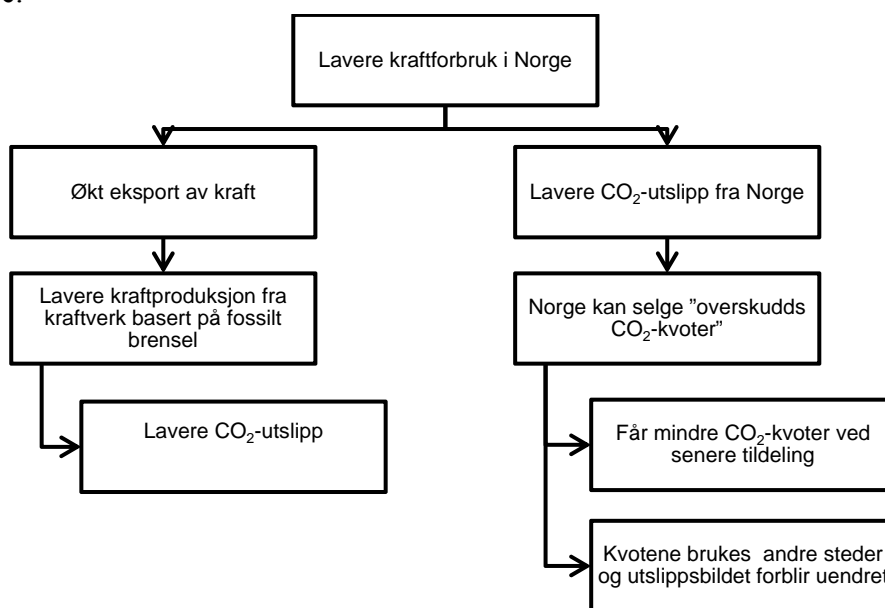 Lavere kraftforbruk i Norge
Økt eksport av kraft
Lavere CO₂-utslipp fra Norge
Lavere kraftproduksjon fra
kraftverk basert på fossilt
brensel
Norge kan selge ”overskudds
CO₂-kvoter”
Lavere CO₂-utslipp
Får mindre CO₂-kvoter ved
senere tildeling
Kvotene brukes andre steder
og utslippsbildet forblir uendret